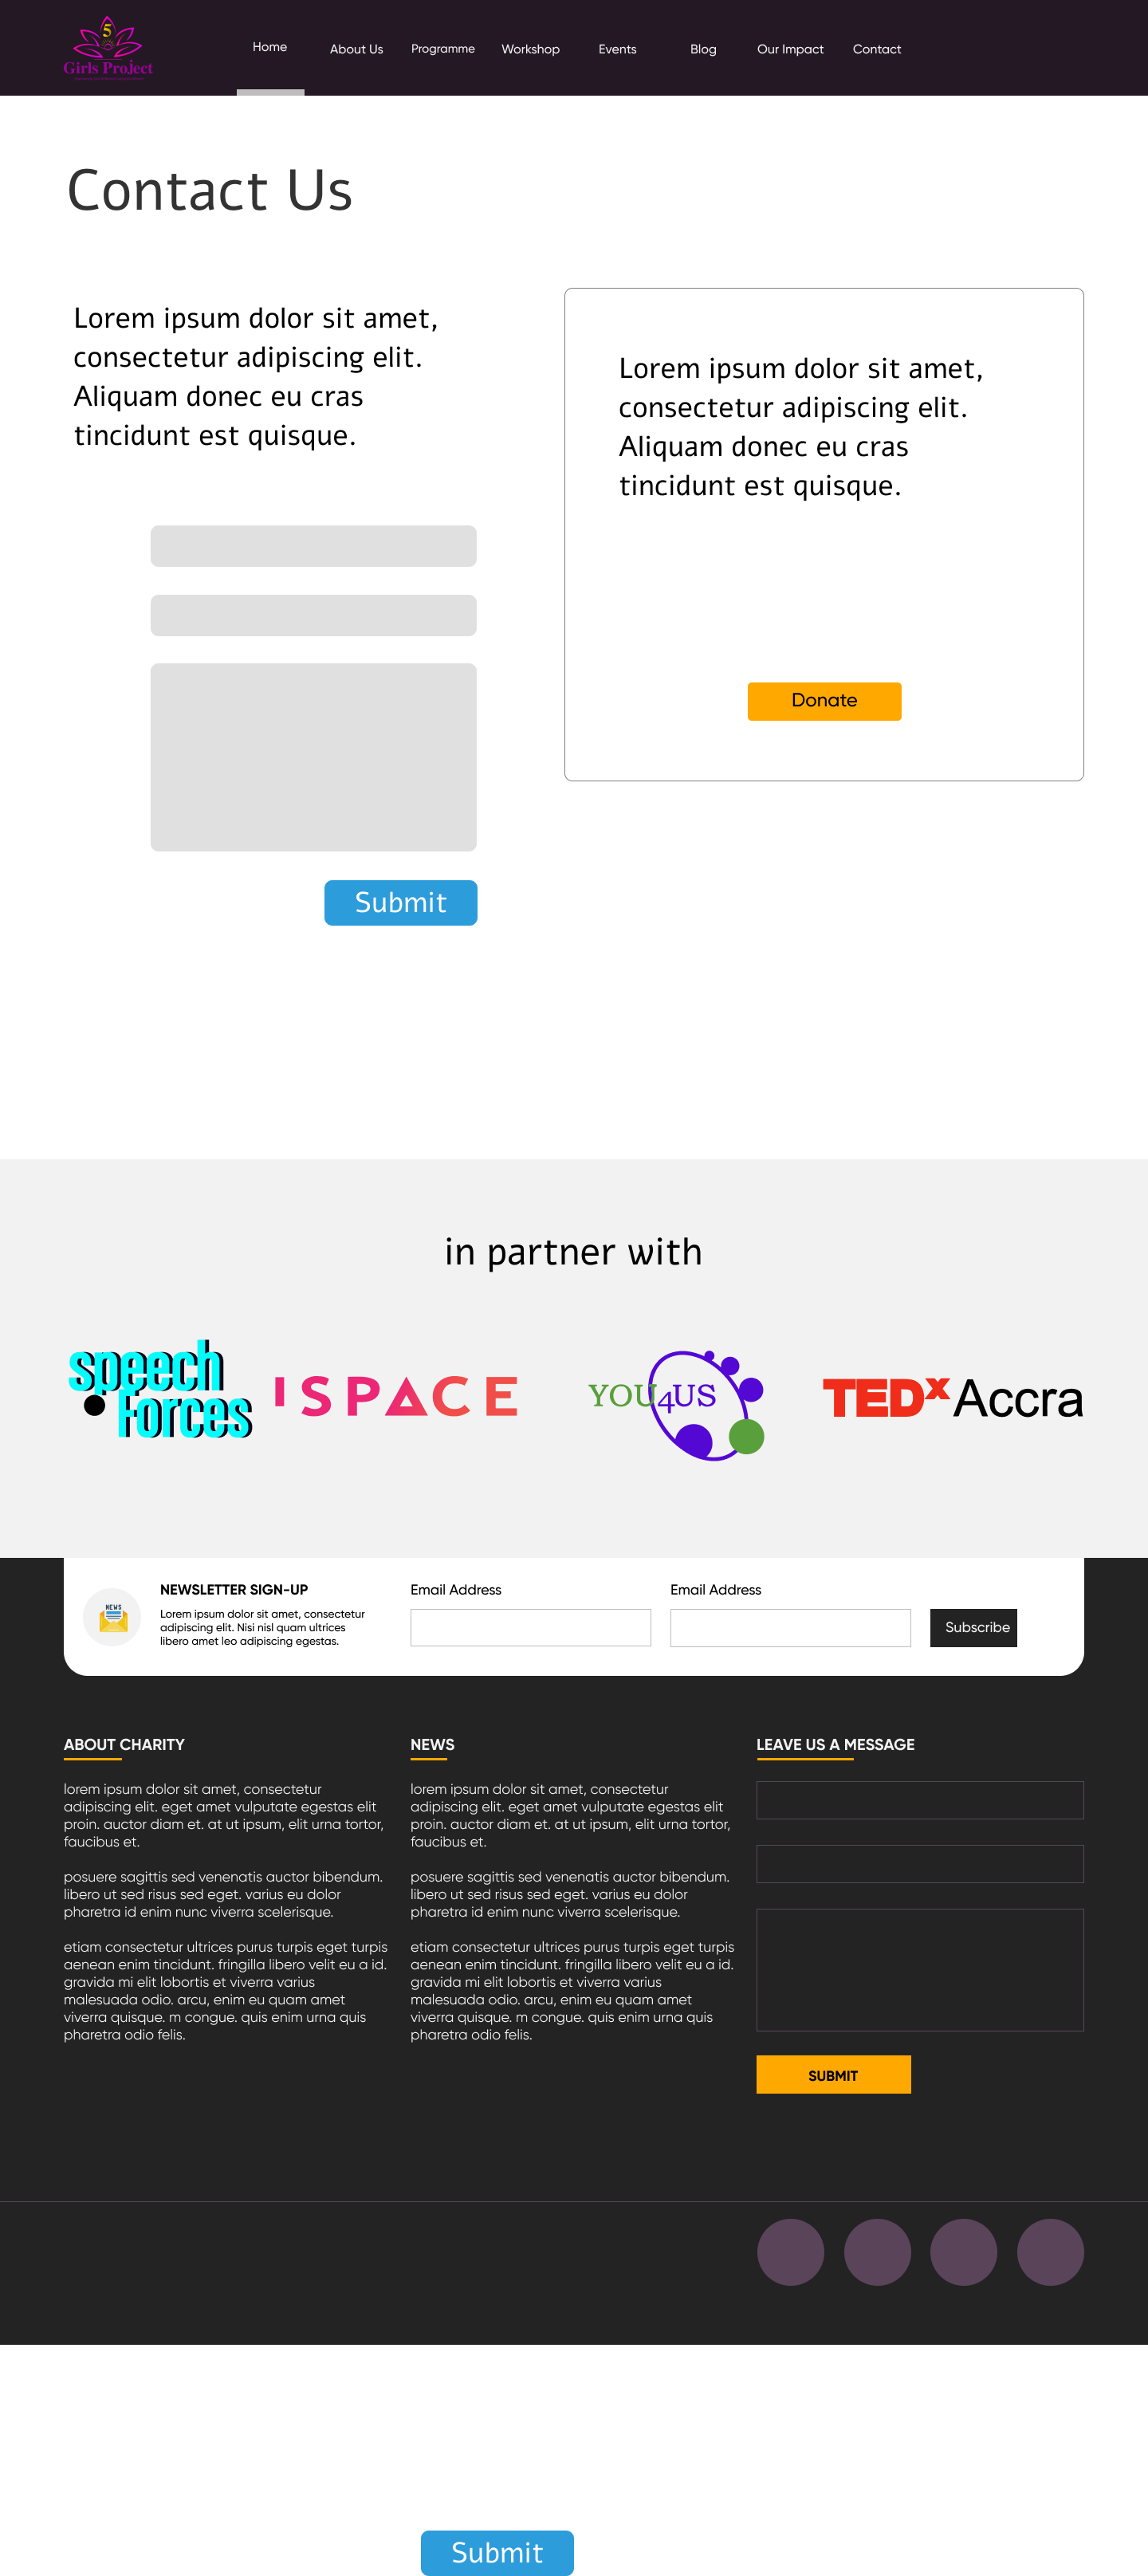 5
Girls Project
Home
About Us
Programme
Workshop
Events
Blog
Our Impact
Contact
Contact Us
Lorem ipsum dolor sit amet,
consectetur adipiscing elit.
Aliquam donec eu cras
tincidunt est quisque.
Submit
Lorem ipsum dolor sit amet,
consectetur adipiscing elit.
Aliquam donec eu cras
tincidunt est quisque.
Donate
in partner with
speech
Forces
ISPACE
YOU4US
TEDx Accra
NEWS
NEWSLETTER SIGN-UP
Lorem ipsum dolor sit amet, consectetur
adipiscing elit. Nisi nisl quam ultrices
libero amet leo adipiscing egestas.
Email Address
Email Address
Subscribe
ABOUT CHARITY
lorem ipsum dolor sit amet, consectetur
adipiscing elit. eget amet vulputate egestas elit
proin. auctor diam et. at ut ipsum, elit urna tortor,
faucibus et.
posuere sagittis sed venenatis auctor bibendum.
libero ut sed risus sed eget. varius eu dolor
pharetra id enim nunc viverra scelerisque.
etiam consectetur ultrices purus turpis eget turpis
aenean enim tincidunt. fringilla libero velit eu a id.
gravida mi elit lobortis et viverra varius
malesuada odio. arcu, enim eu quam amet
viverra quisque. m congue. quis enim urna quis
pharetra odio felis.
NEWS
lorem ipsum dolor sit amet, consectetur
adipiscing elit. eget amet vulputate egestas elit
proin. auctor diam et. at ut ipsum, elit urna tortor,
faucibus et.
posuere sagittis sed venenatis auctor bibendum.
libero ut sed risus sed eget. varius eu dolor
pharetra id enim nunc viverra scelerisque.
etiam consectetur ultrices purus turpis eget turpis
aenean enim tincidunt. fringilla libero velit eu a id.
gravida mi elit lobortis et viverra varius
malesuada odio. arcu, enim eu quam amet
viverra quisque. m congue. quis enim urna quis
pharetra odio felis.
LEAVE US A MESSAGE
SUBMIT
Submit